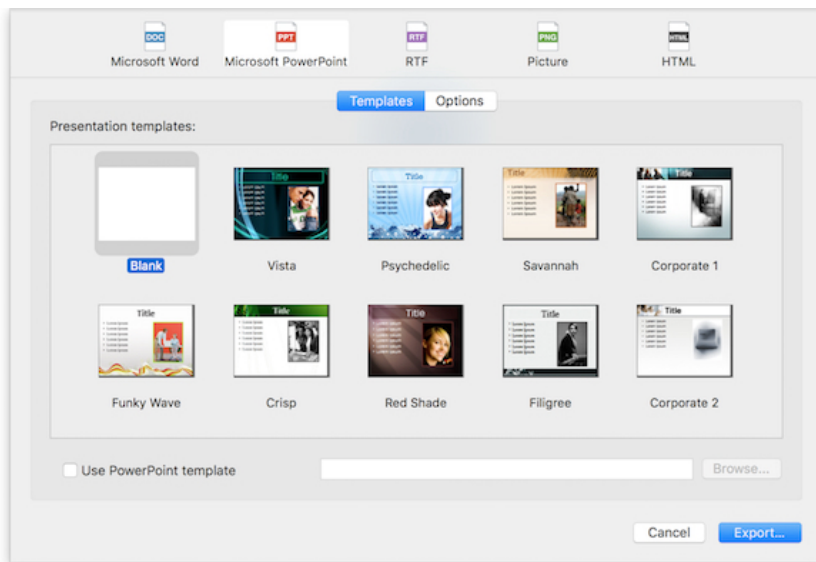 DOC
PPT
RTF
PNG
HTML
Microsoft Word
Microsoft PowerPoint
RTF
Picture
HTML
Templates
Options
Presentation templates:
Title
Title
Title
Title
Blank
Vista
Psychedelic
Savannah
Corporate 1
Title
Title
Title
Title
Title
Funky Wave
Crisp
Red Shade
Filigree
Corporate 2
Use PowerPoint template
Browse...
Cancel
Export...